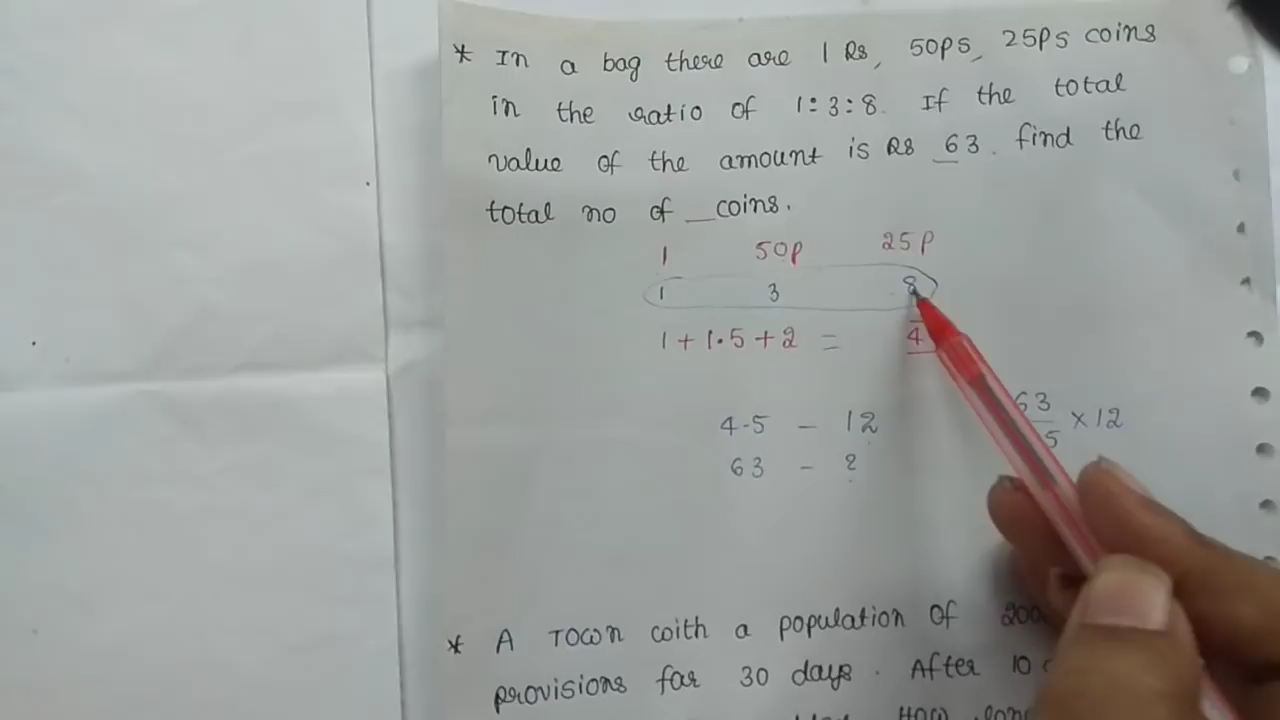 * In a bag there are 1 Rs, 50ps, 25Ps coins
in the ratio of 1:3:8. If the total
value of the amount is RS 63. find the
total no of _ coins.
1 50p 25P
1 3 8
1 + 1.5 + 2 = 4
4.5 - 12
63 - ?
63
5 × 12
* A Town with a population of
provisions for 30 days. After 10
How